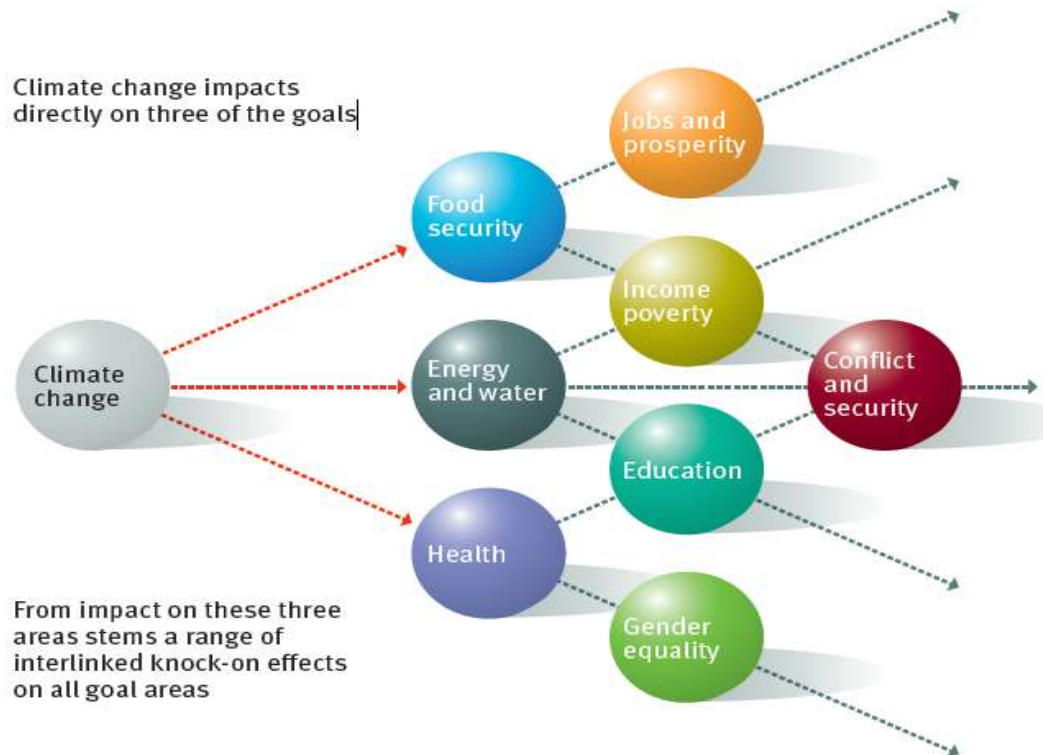 Climate change impacts
directly on three of the goals
Jobs and
prosperity
Food
security
Income
poverty
Climate
change
Energy
and water
Conflict
and
security
Education
Health
Gender
equality
From impact on these three
areas stems a range of
interlinked knock-on effects
on all goal areas